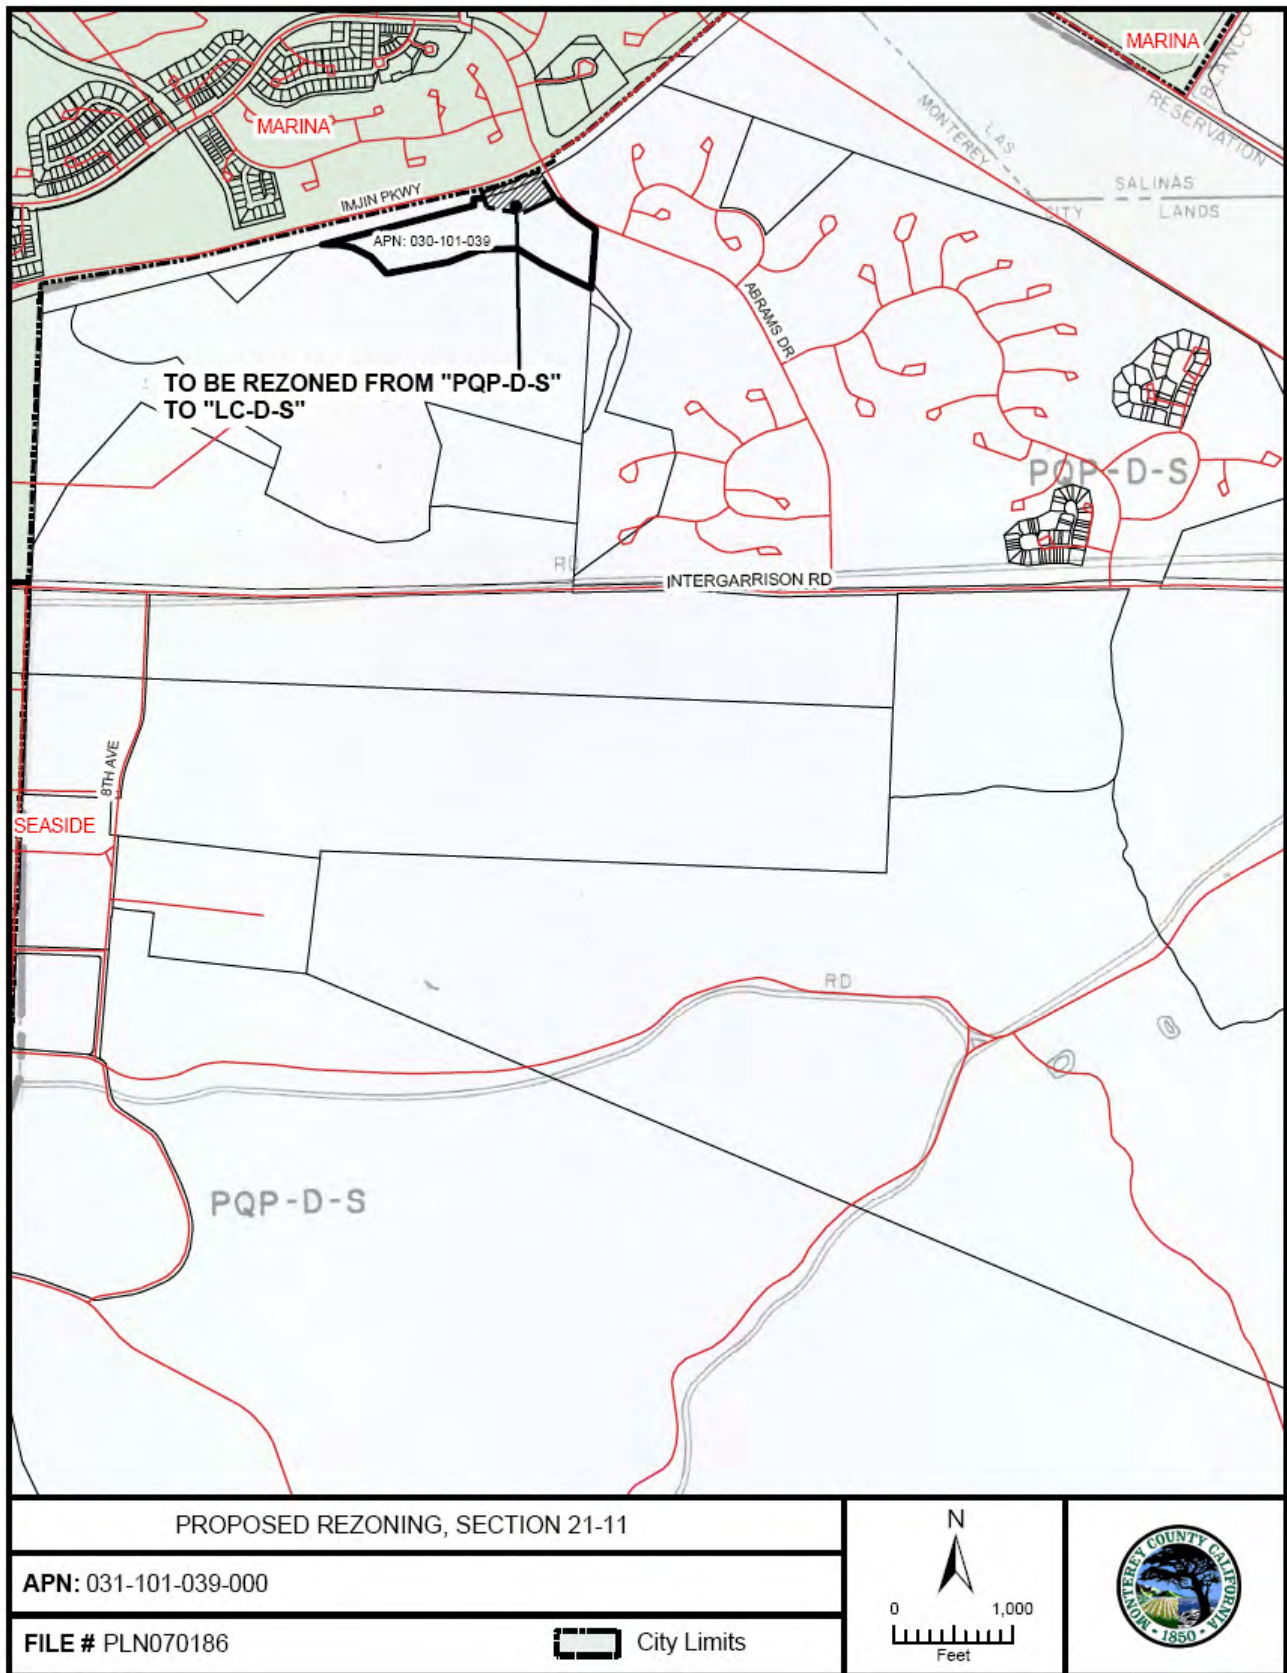 MARINA
BLANCO
RESERVATION
MARINA
LAS
MONTEREY
SALINAS
CITY LANDS
IMJIN PKWY
APN: 030-101-039
ABRAMS DR
TO BE REZONED FROM "PQP-D-S"
TO "LC-D-S"
PQP-D-S
RD
INTERGARRISON RD
8TH AVE
SEASIDE
RD
PQP-D-S
PROPOSED REZONING, SECTION 21-11
APN: 031-101-039-000
FILE # PLN070186
City Limits
N
0 1,000
Feet
MONTEREY COUNTY CALIFORNIA
1850